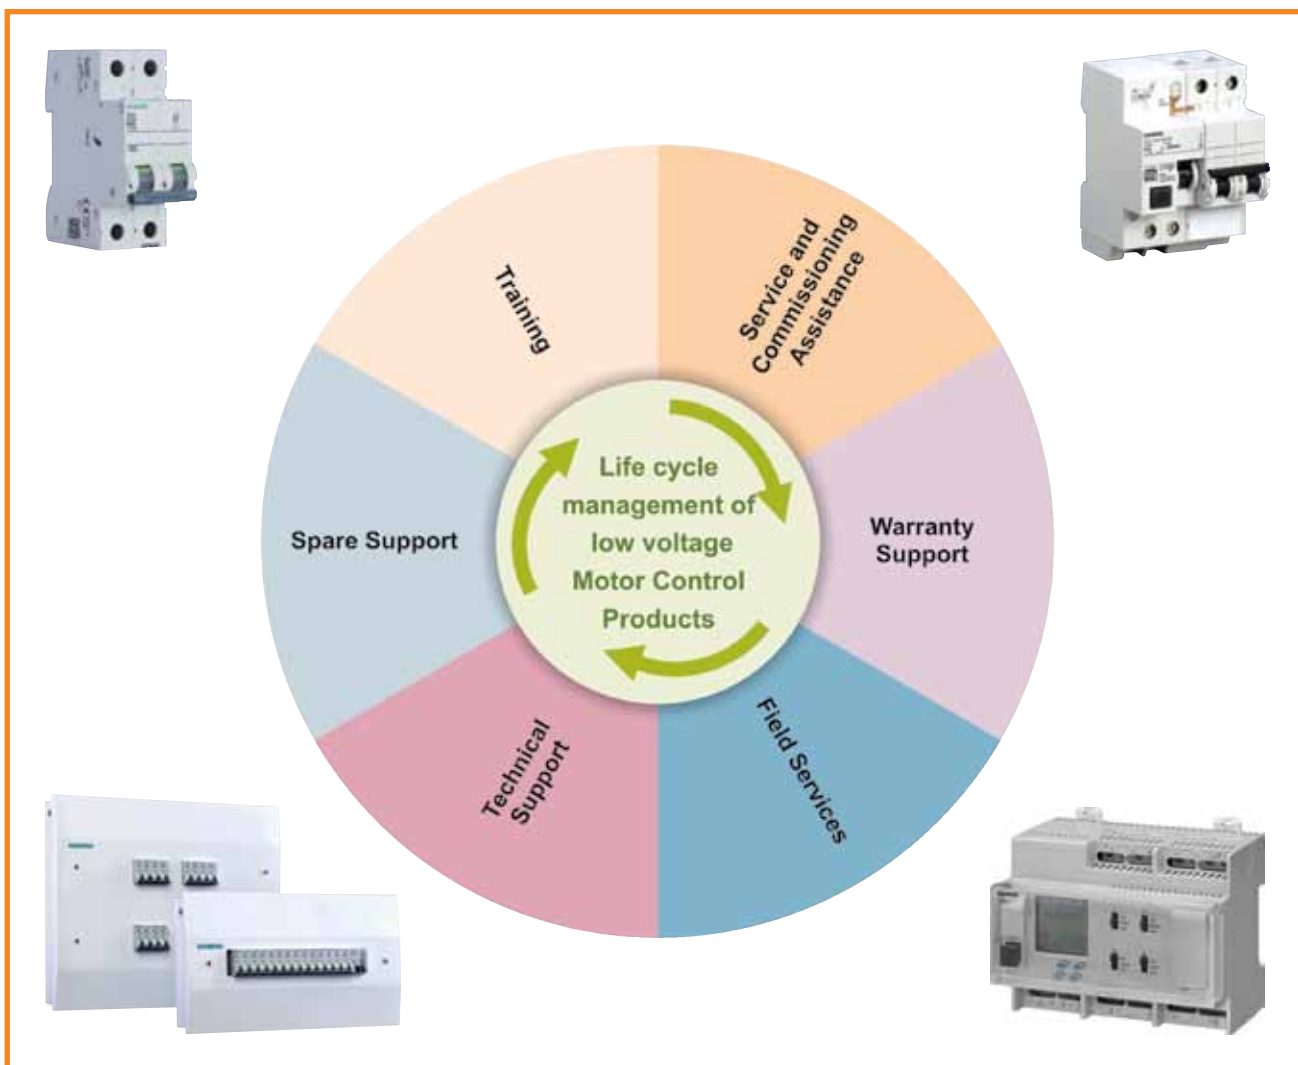 Training
Service and
Commissioning
Assistance
Spare Support
Life cycle
management of
low voltage
Motor Control
Products
Warranty
Support
Technical
Support
Field Services